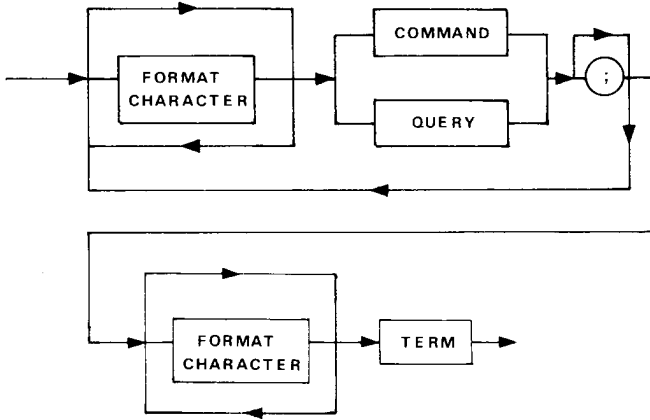 COMMAND
FORMAT
CHARACTER
;
QUERY
FORMAT
CHARACTER
TERM